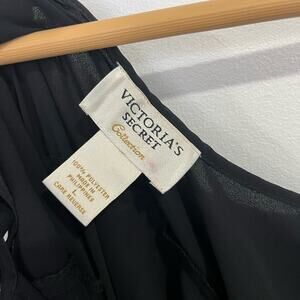 VICTORIA'S
SECRET
Collection
100% POLYESTER
MADE IN
PHILIPPINES
L
CARE REVERSE